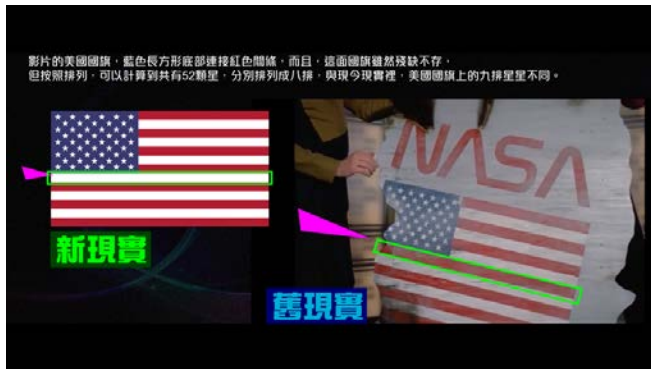 影片的美國國旗，藍色長方形底部連接紅色間條，而且，這面國旗雖然殘缺不存，
但按照排列，可以計算到共有52顆星，分別排列成八排，與現今現實裡，美國國旗上的九排星星不同。
NASA
新現實
舊現實